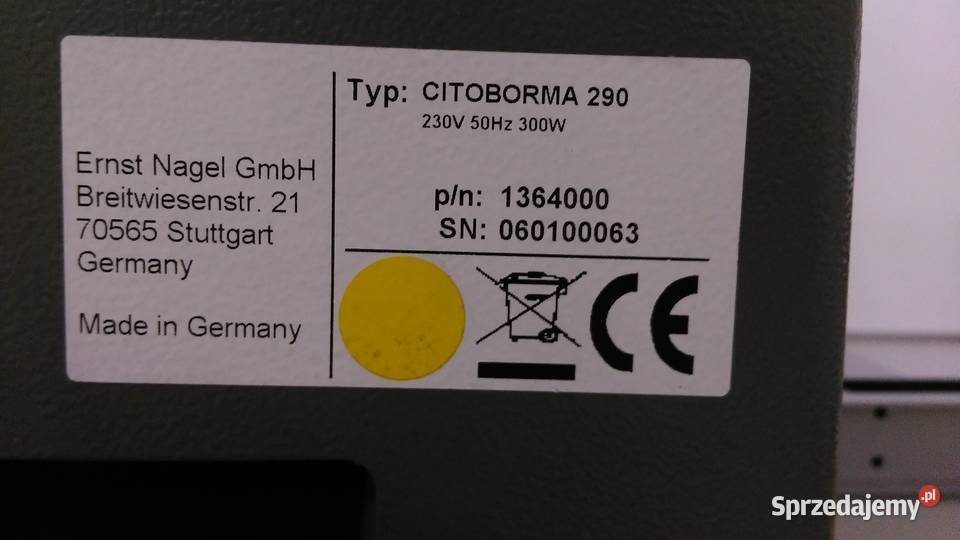 Ernst Nagel GmbH
Breitwiesenstr. 21
70565 Stuttgart
Germany
Made in Germany
Typ: CITOBORMA 290
230V 50Hz 300W
p/n: 1364000
SN: 060100063
CE
Sprzedajemy.pl